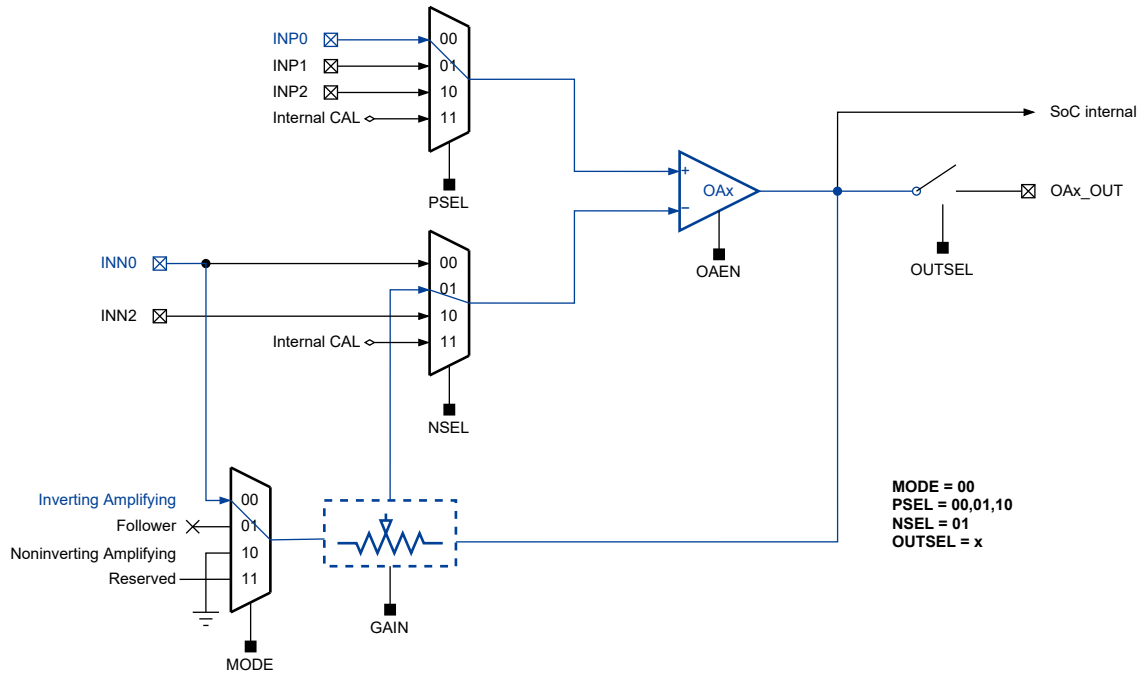 INP0
00
INP1
01
INP2
10
Internal CAL
11
PSEL
SoC internal
+
OAx
−
OAx_OUT
OAEN
OUTSEL
INN0
00
01
INN2
10
Internal CAL
11
NSEL
Inverting Amplifying
00
Follower
01
Noninverting Amplifying
10
Reserved
11
MODE
GAIN
MODE = 00
PSEL = 00,01,10
NSEL = 01
OUTSEL = x